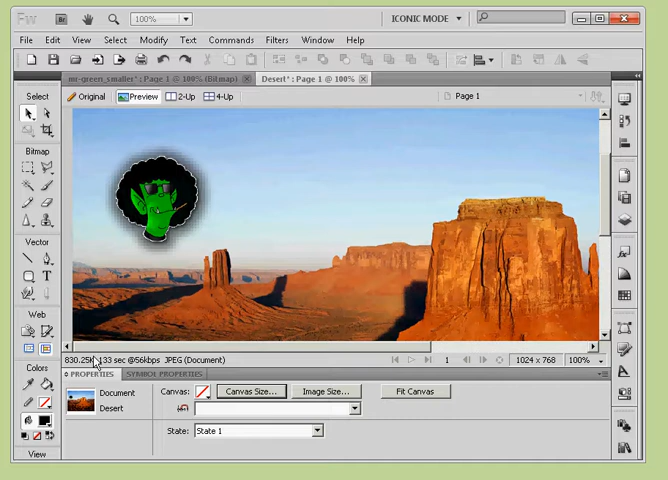 Fw Br 100% ICONIC MODE
File Edit View Select Modify Text Commands Filters Window Help
mr-green_smaller* : Page 1 @ 100% (Bitmap) Desert* : Page 1 @ 100%
Select Original Preview 2-Up 4-Up Page 1
Bitmap
Vector
T
Web
830.25K 133 sec @56kbps JPEG (Document) 1 1024 x 768 100%
Colors
PROPERTIES SYMBOL PROPERTIES
Document Canvas: Canvas Size... Image Size... Fit Canvas
Desert
State: State 1
View